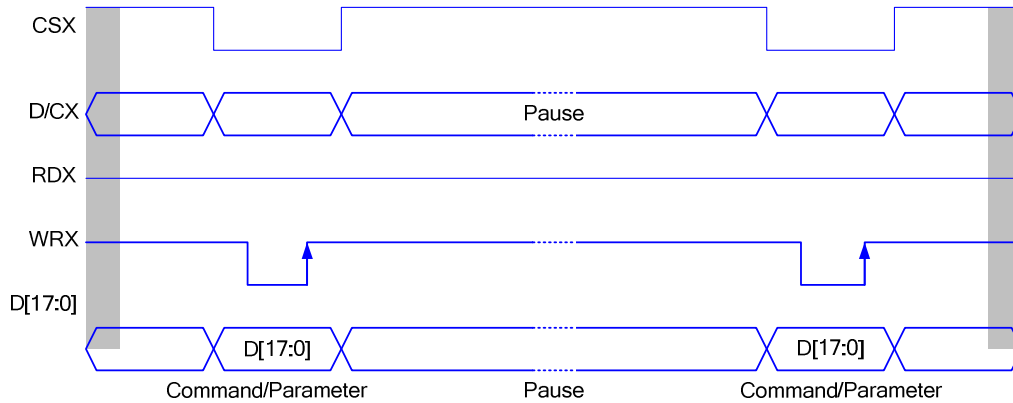 CSX
D/CX
Pause
RDX
WRX
D[17:0]
D[17:0] D[17:0]
Command/Parameter Pause Command/Parameter